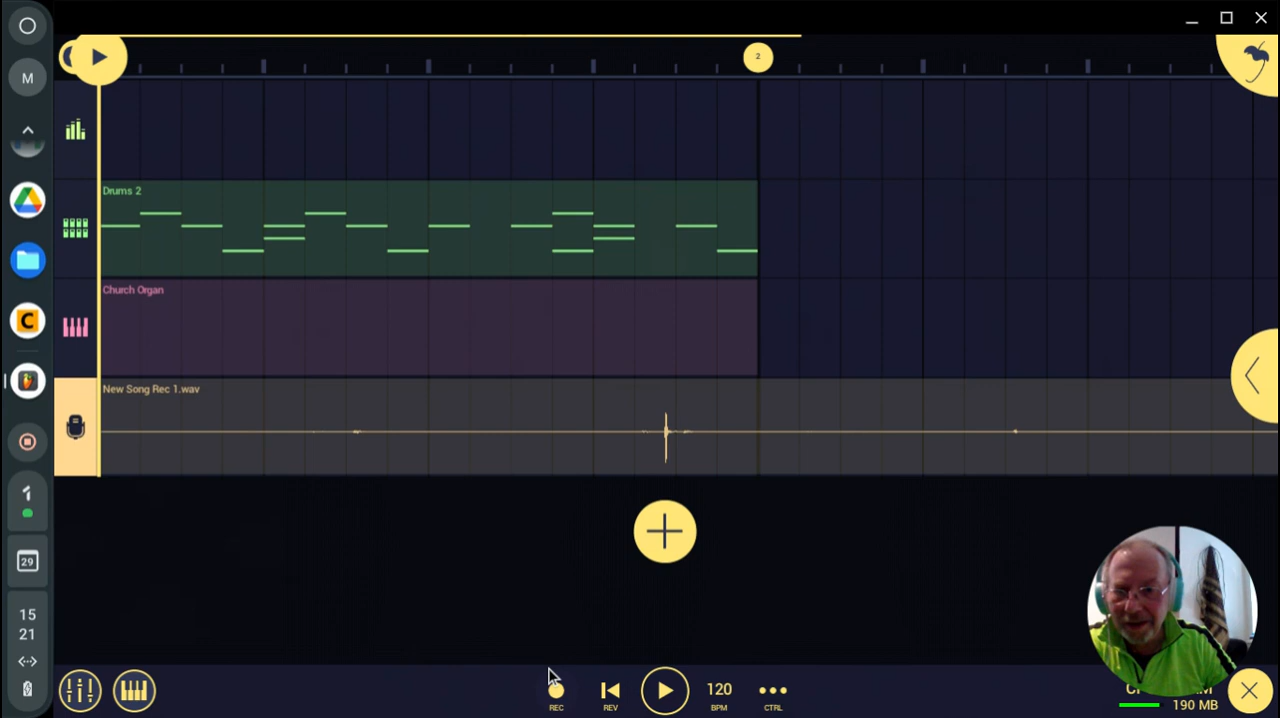 M
2
Drums 2
Church Organ
New Song Rec 1.wav
C
29
15
21
REC
REV
120
BPM
CTRL
190 MB